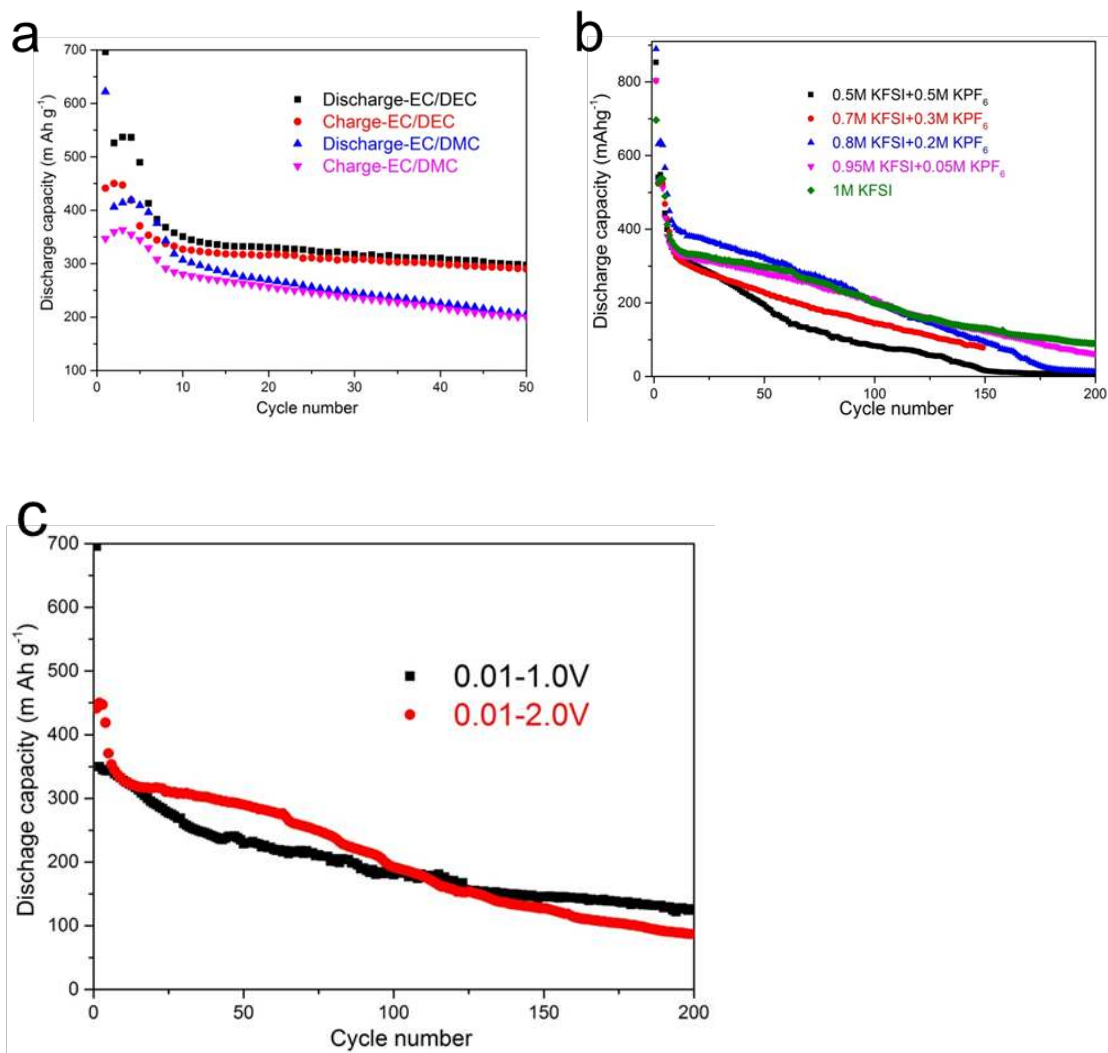 a
700
600
500
400
300
200
100
Discharge capacity (m Ah g⁻¹)
Discharge-EC/DEC
Charge-EC/DEC
Discharge-EC/DMC
Charge-EC/DMC
0 10 20 30 40 50
Cycle number
b
800
600
400
200
0
Discharge capacity (mAhg⁻¹)
0.5M KFSI+0.5M KPF₆
0.7M KFSI+0.3M KPF₆
0.8M KFSI+0.2M KPF₆
0.95M KFSI+0.05M KPF₆
1M KFSI
0 50 100 150 200
Cycle number
c
700
600
500
400
300
200
100
0
Dischage capacity (m Ah g⁻¹)
0.01-1.0V
0.01-2.0V
0 50 100 150 200
Cycle number